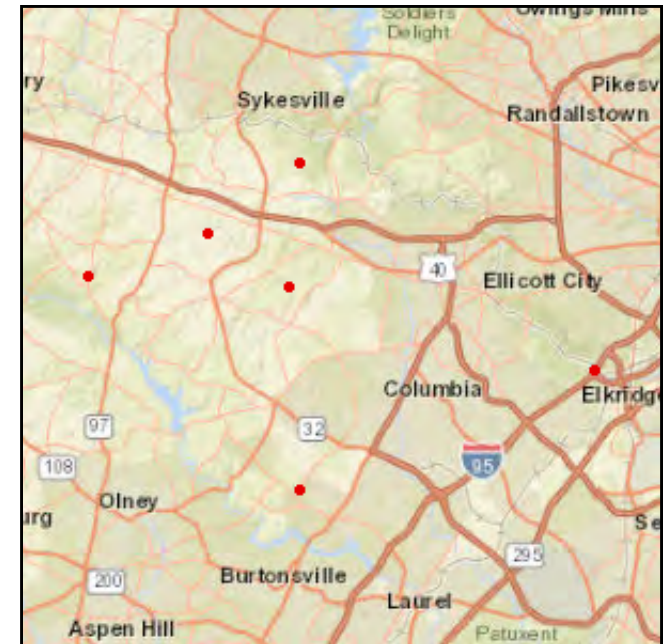 Soldiers
Delight
Owings Mills
ry
Pikesv
Sykesville
Randallstown
40
Ellicott City
Columbia
Elkridge
97
32
108
95
Olney
urg
Se
295
200
Burtonsville
Laurel
Aspen Hill
Patuxent